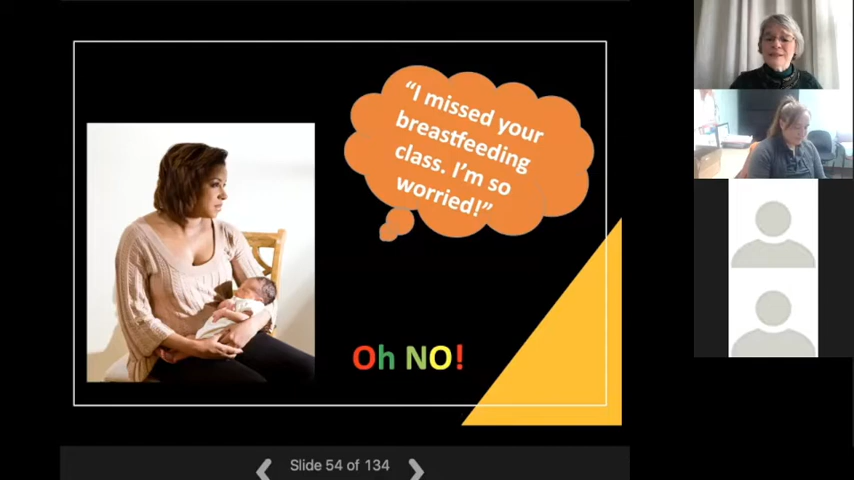 “I missed your
breastfeeding
class. I’m so
worried!”
Oh NO!
Slide 54 of 134